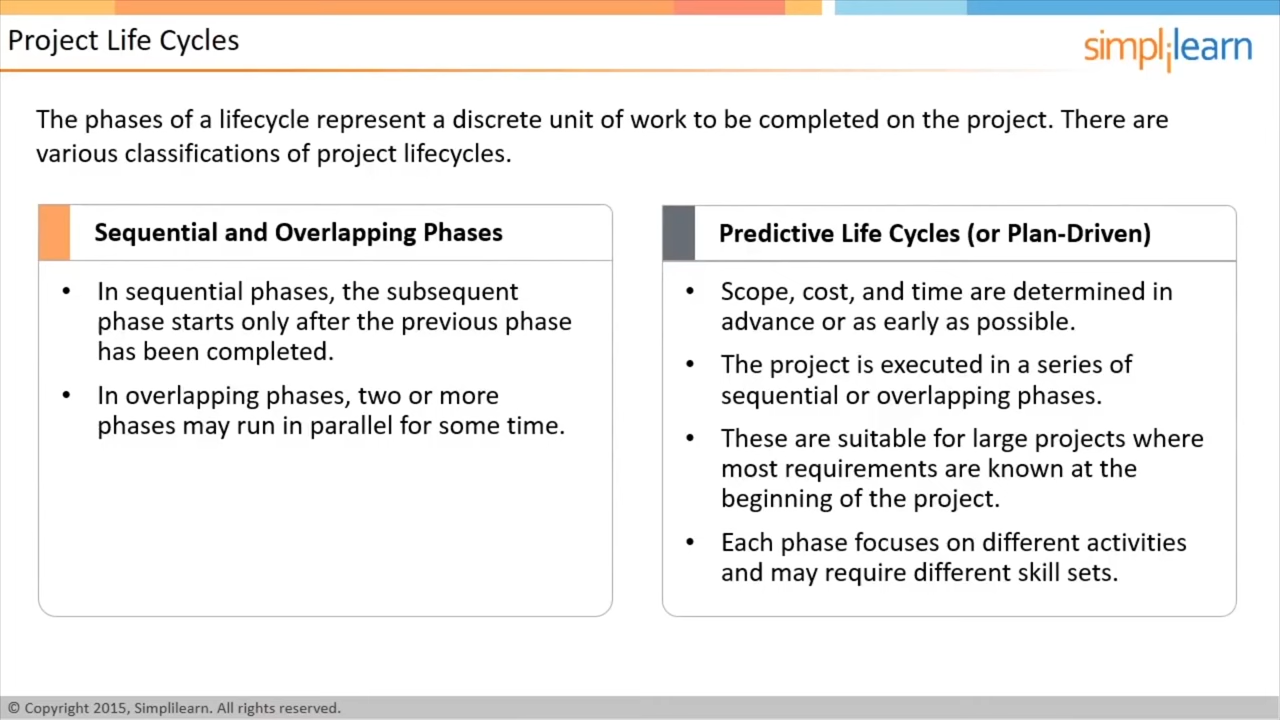 Project Life Cycles
simplilearn
The phases of a lifecycle represent a discrete unit of work to be completed on the project. There are
various classifications of project lifecycles.
Sequential and Overlapping Phases
• In sequential phases, the subsequent
phase starts only after the previous phase
has been completed.
• In overlapping phases, two or more
phases may run in parallel for some time.
Predictive Life Cycles (or Plan-Driven)
• Scope, cost, and time are determined in
advance or as early as possible.
• The project is executed in a series of
sequential or overlapping phases.
• These are suitable for large projects where
most requirements are known at the
beginning of the project.
• Each phase focuses on different activities
and may require different skill sets.
© Copyright 2015, Simplilearn. All rights reserved.